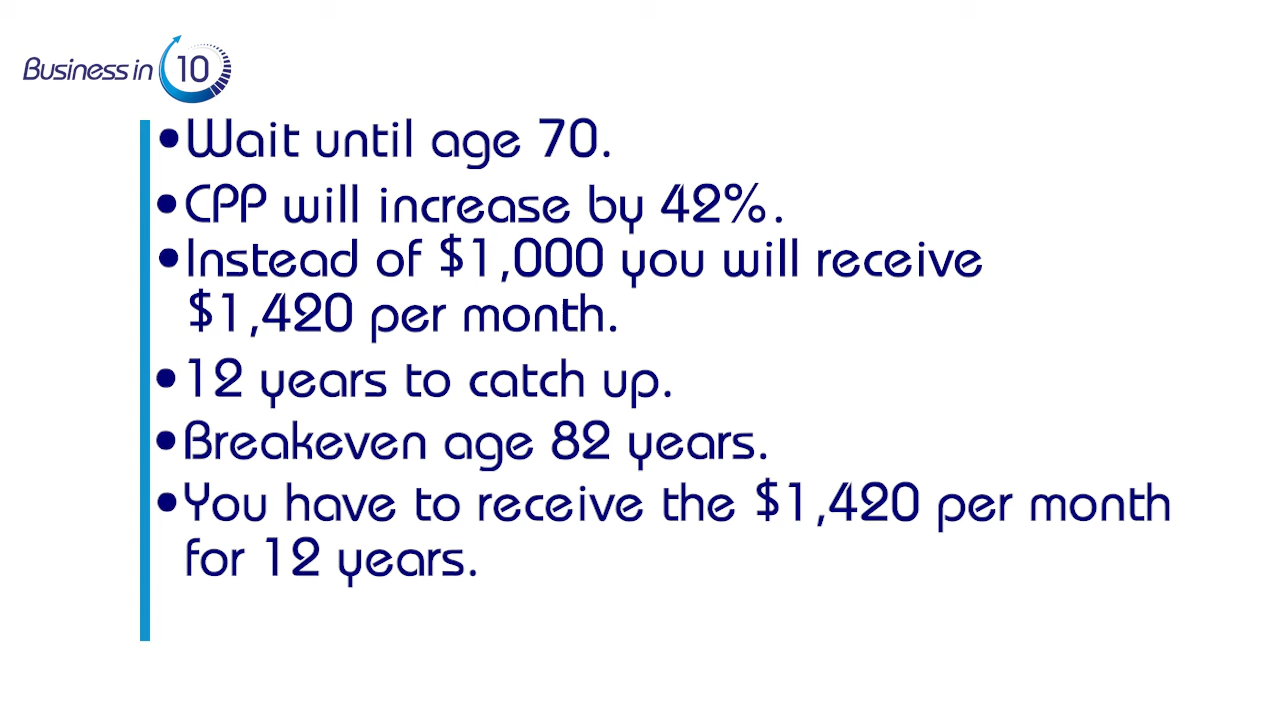 Business in 10
•Wait until age 70.
•CPP will increase by 42%.
•Instead of $1,000 you will receive
$1,420 per month.
•12 years to catch up.
•Breakeven age 82 years.
•You have to receive the $1,420 per month
for 12 years.